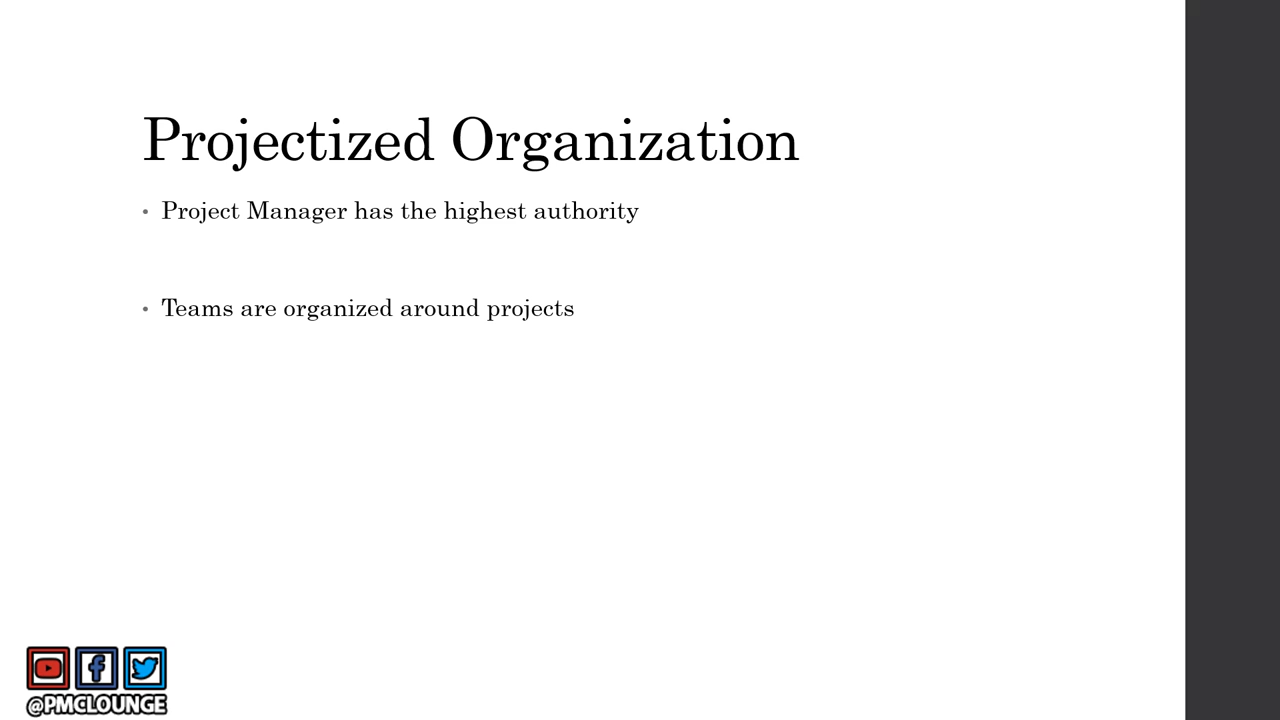 Projectized Organization
• Project Manager has the highest authority
• Teams are organized around projects
@PMCLOUNGE